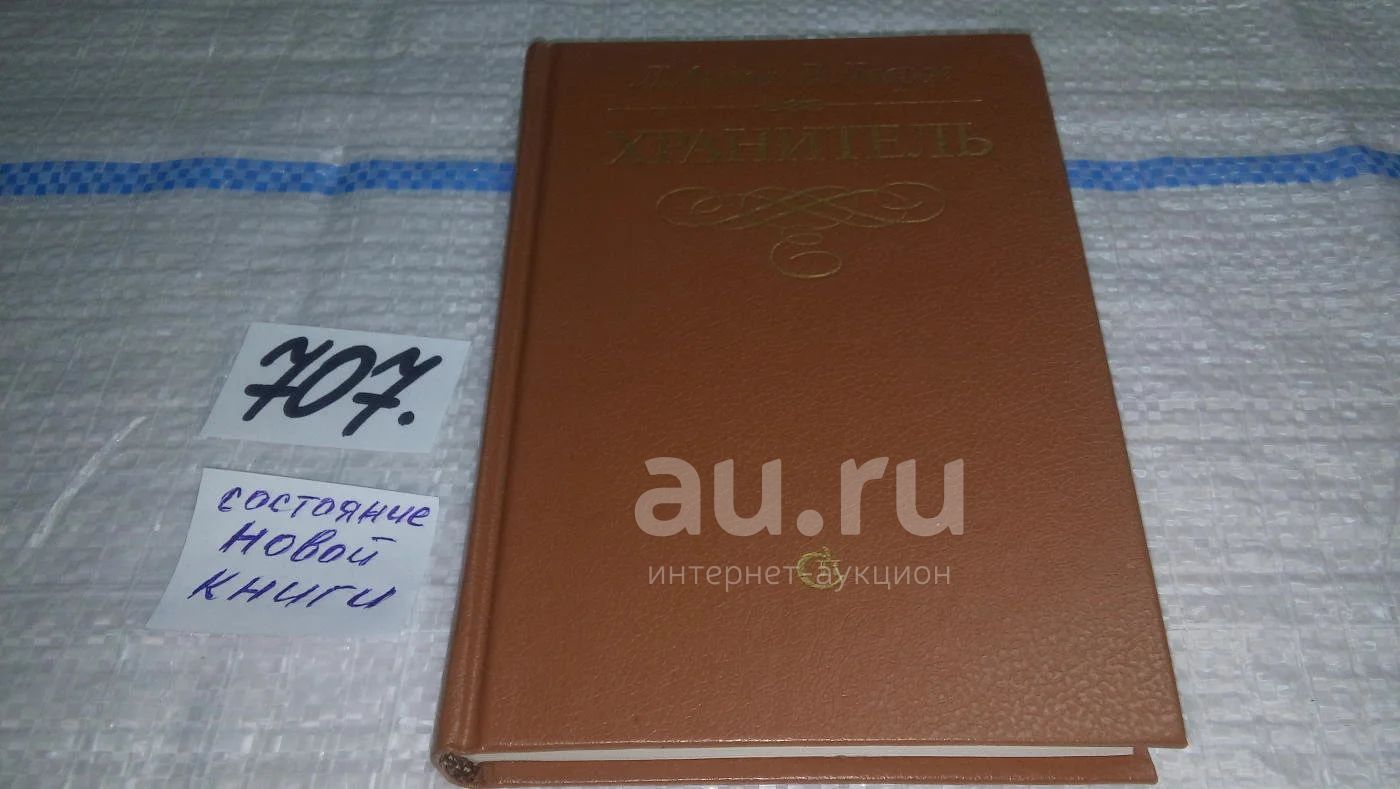 ХРАНИТЕЛЬ
707.
состояние
новой
книги
au.ru
интернет-аукцион